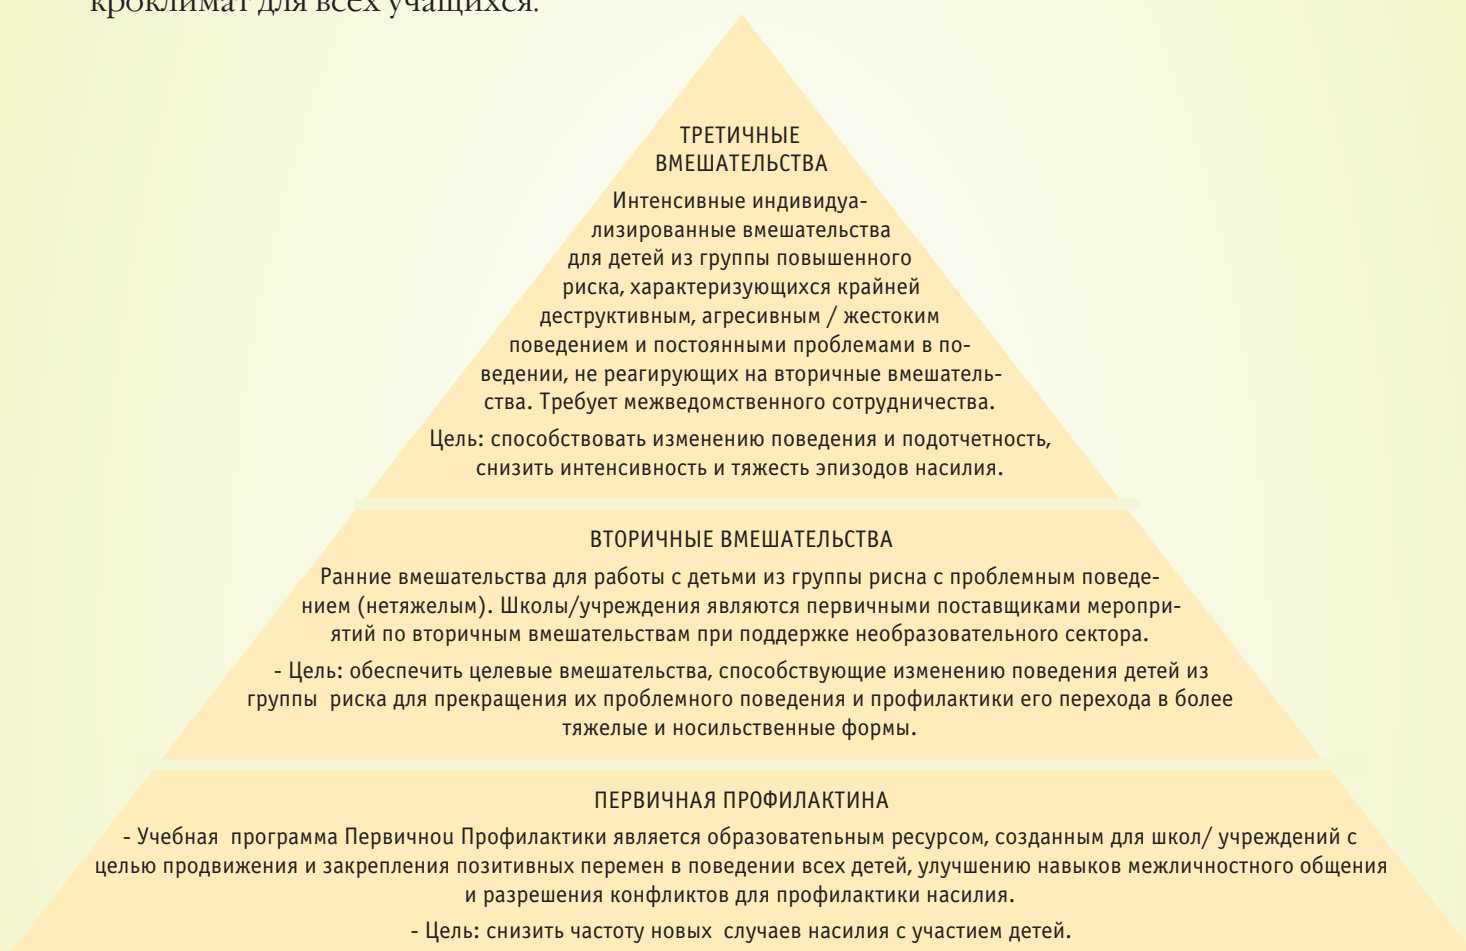 кроклимат для всех учащихся.
ТРЕТИЧНЫЕ
ВМЕШАТЕЛЬСТВА
Интенсивные индивидуа-
лизированные вмешательства
для детей из группы повышенного
риска, характеризующихся крайней
деструктивным, агресивным / жестоким
поведением и постоянными проблемами в по-
ведении, не реагирующих на вторичные вмешатель-
ства. Требует межведомственного сотрудничества.
Цель: способствовать изменению поведения и подотчетность,
снизить интенсивность и тяжесть эпизодов насилия.
ВТОРИЧНЫЕ ВМЕШАТЕЛЬСТВА
Ранние вмешательства для работы с детьми из группы рисна с проблемным поведе-
нием (нетяжелым). Школы/учреждения являются первичными поставщиками меропри-
ятий по вторичным вмешательствам при поддержке необразовательного сектора.
- Цель: обеспечить целевые вмешательства, способствующие изменению поведения детей из
группы  риска для прекращения их проблемного поведения и профилактики его перехода в более
тяжелые и носильственные формы.
ПЕРВИЧНАЯ ПРОФИЛАКТИНА
- Учебная  программа Первичноu Профилактики является образоватепьным ресурсом, созданным для школ/ учреждений с
целью продвижения и закрепления позитивных перемен в поведении всех детей, улучшению навыков межличностного общения
и разрешения конфликтов для профилактики насилия.
- Цель: снизить частоту новых  случаев насилия с участием детей.